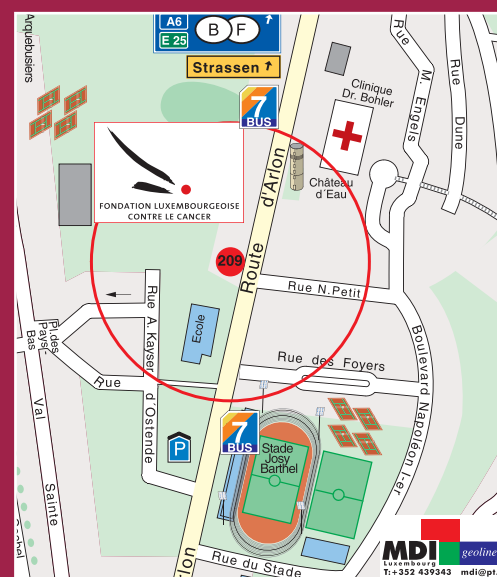 Arquebusiers
A6
E 25
B
F
Strassen
7
BUS
Rue
M. Engels
Rue
Dune
Clinique
Dr. Bohler
Château
d'Eau
FONDATION LUXEMBOURGEOISE
CONTRE LE CANCER
Route
d'Arlon
209
Rue N.Petit
Rue A. Kayser
Ecole
Pl.des
Pays-
Bas
Rue des Foyers
Boulevard Napoléon I-er
Rue
d'Ostende
Val
Sainte
P
7
BUS
Stade
Josy
Barthel
Rue du Stade
MDI
Luxembourg
geoline
T:+352 439343 mdi@pt.